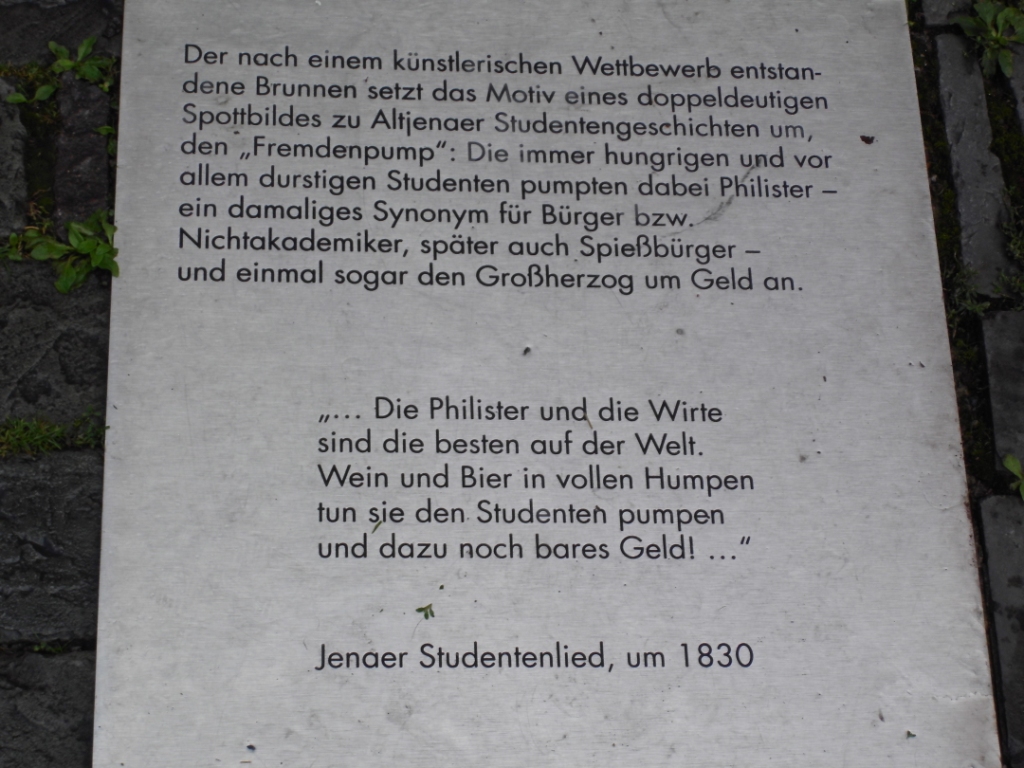 Der nach einem künstlerischen Wettbewerb entstan-
dene Brunnen setzt das Motiv eines doppeldeutigen
Spottbildes zu Altjenaer Studentengeschichten um,
den „Fremdenpump“: Die immer hungrigen und vor
allem durstigen Studenten pumpten dabei Philister –
ein damaliges Synonym für Bürger bzw.
Nichtakademiker, später auch Spießbürger –
und einmal sogar den Großherzog um Geld an.
„... Die Philister und die Wirte
sind die besten auf der Welt.
Wein und Bier in vollen Humpen
tun sie den Studenten pumpen
und dazu noch bares Geld! ...“
Jenaer Studentenlied, um 1830